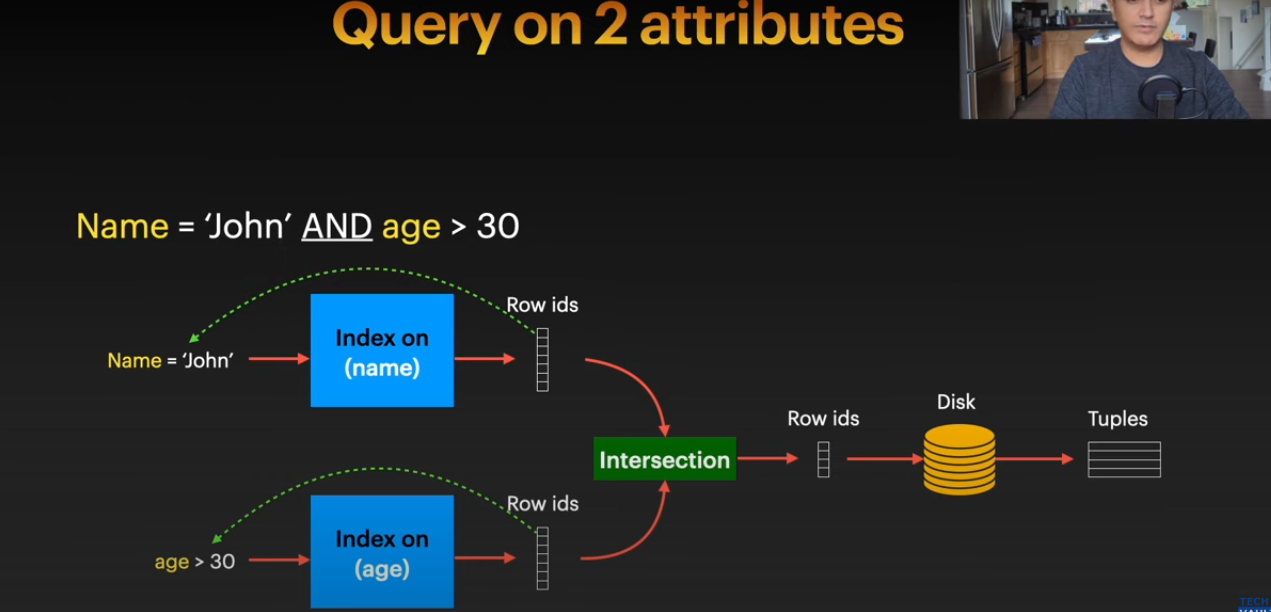 Query on 2 attributes
Name = ‘John’ AND age > 30
Row ids
Index on
(name)
Name = ‘John’
Row ids
Disk
Tuples
Intersection
Row ids
Index on
(age)
age > 30
TECH